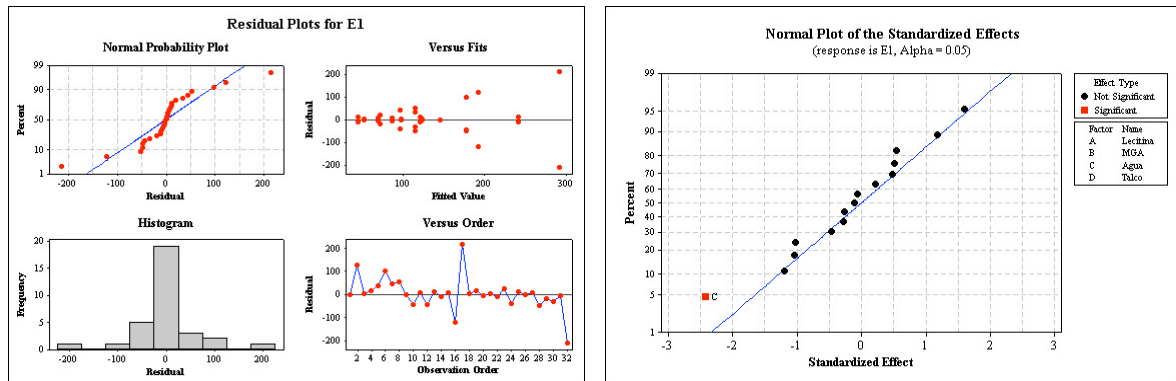 Residual Plots for E1
Normal Probability Plot
99
90
50
10
1
Percent
-200 -100 0 100 200
Residual
Versus Fits
200
100
0
-100
-200
Residual
100 200 300
Fitted Value
Histogram
20
15
10
5
0
Frequency
-200 -100 0 100 200
Residual
Versus Order
200
100
0
-100
-200
Residual
2 4 6 8 10 12 14 16 18 20 22 24 26 28 30 32
Observation Order
Normal Plot of the Standardized Effects
(response is E1, Alpha = 0.05)
99
95
90
80
70
60
50
40
30
20
10
5
1
Percent
C
-3 -2 -1 0 1 2 3
Standardized Effect
Effect Type
Not Significant
Significant
Factor Name
A Lecitina
B MGA
C Agua
D Talco